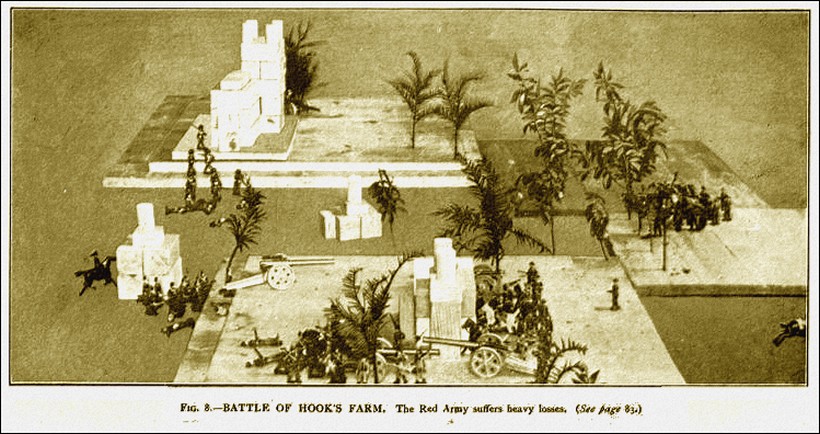 FIG. 8.—BATTLE OF HOOK'S FARM. The Red Army suffers heavy losses. (See page 83.)